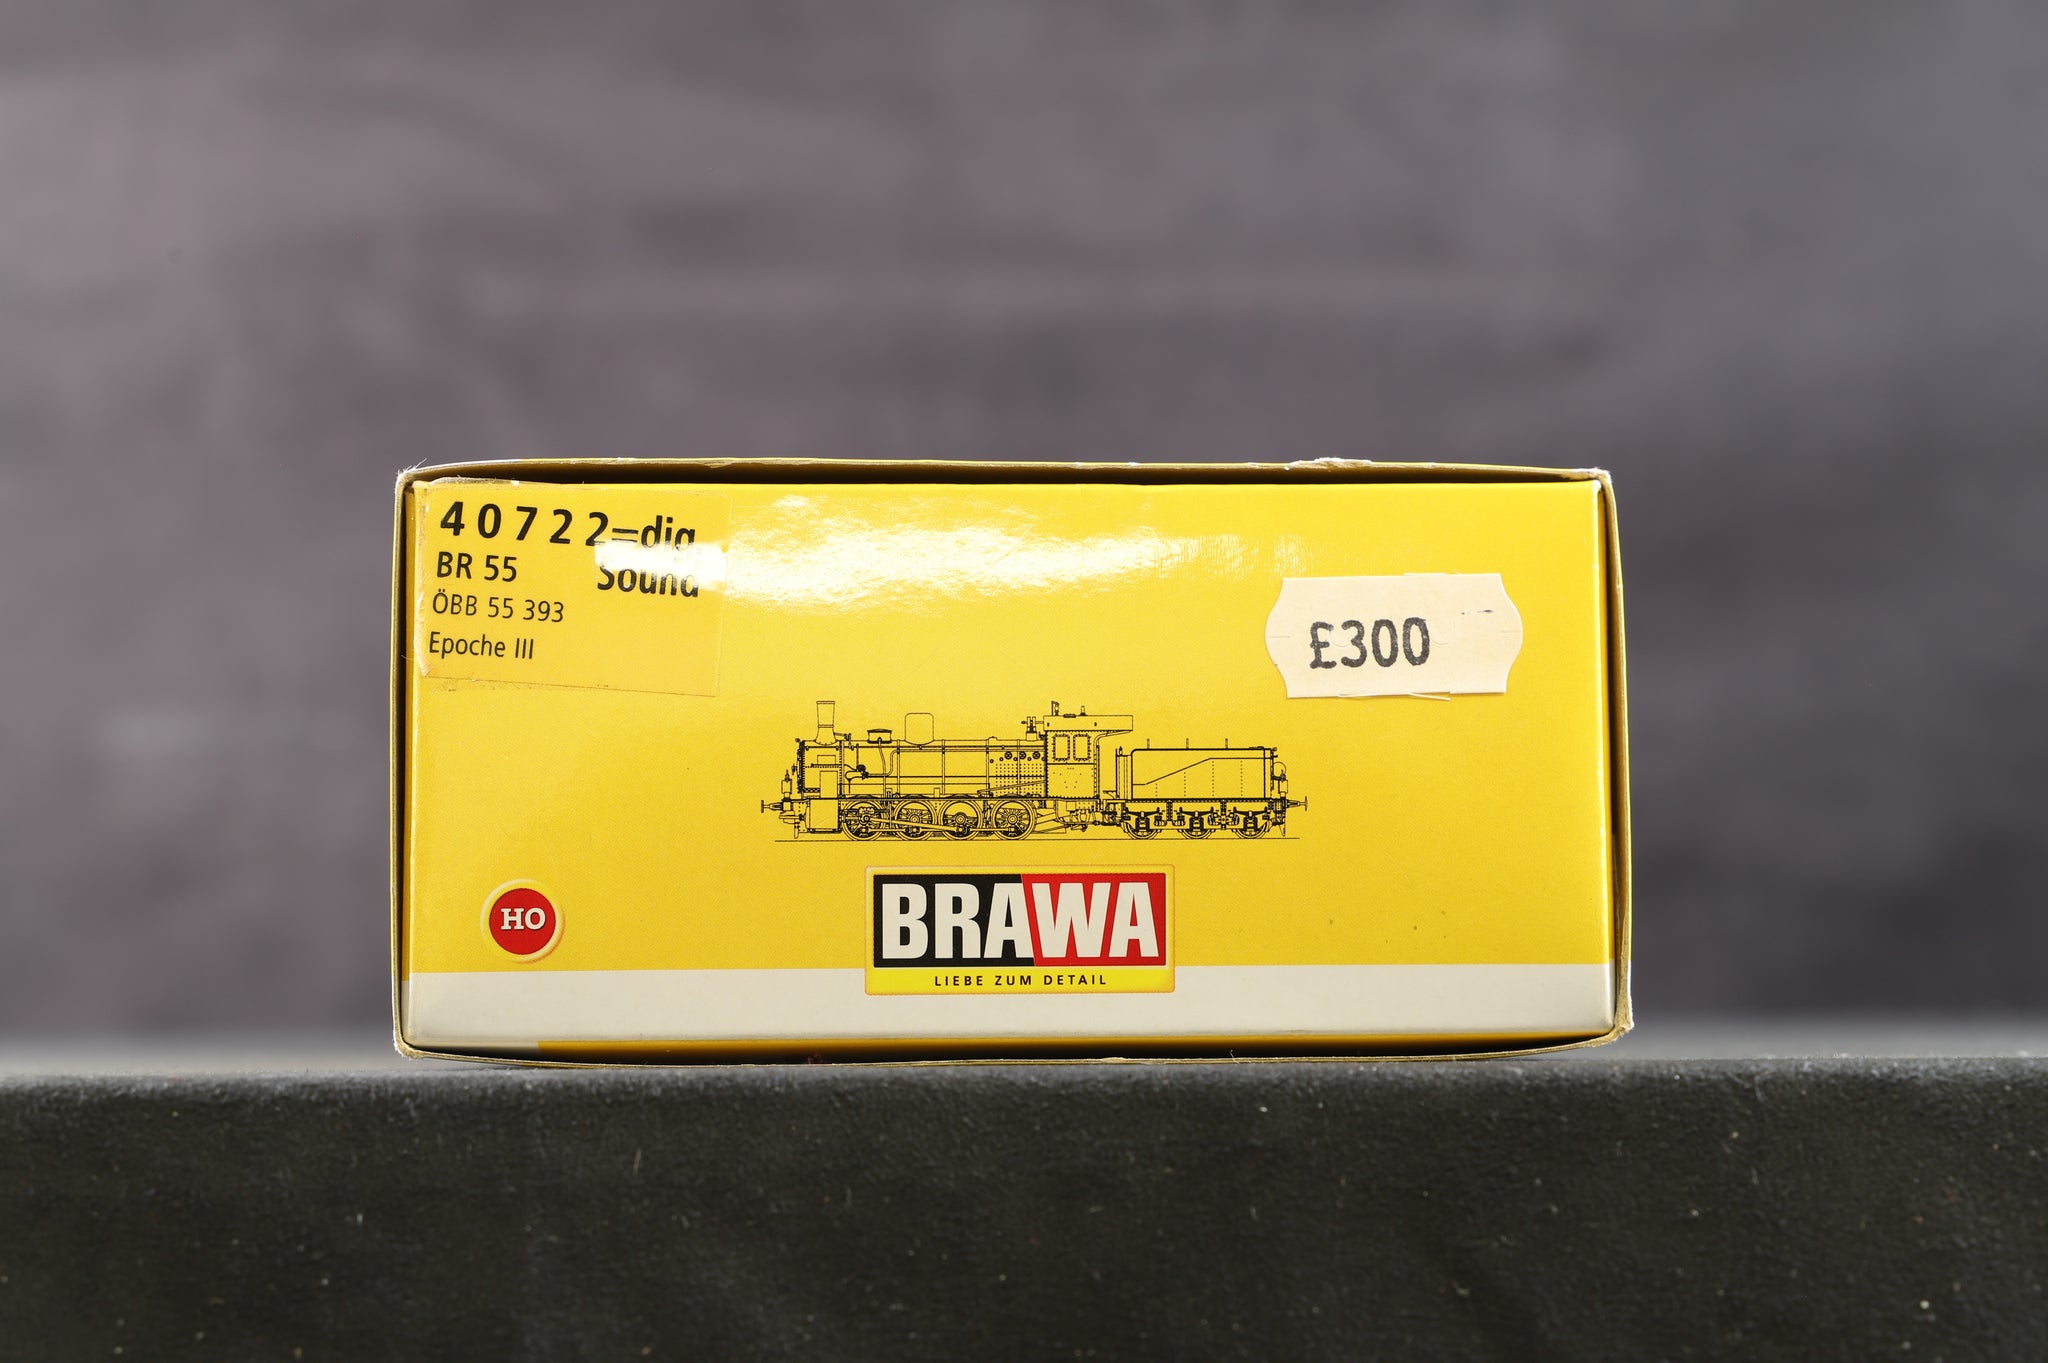 40722=dig
BR 55 Sound
ÖBB 55 393
Epoche III
£300
HO
BRAWA
LIEBE ZUM DETAIL